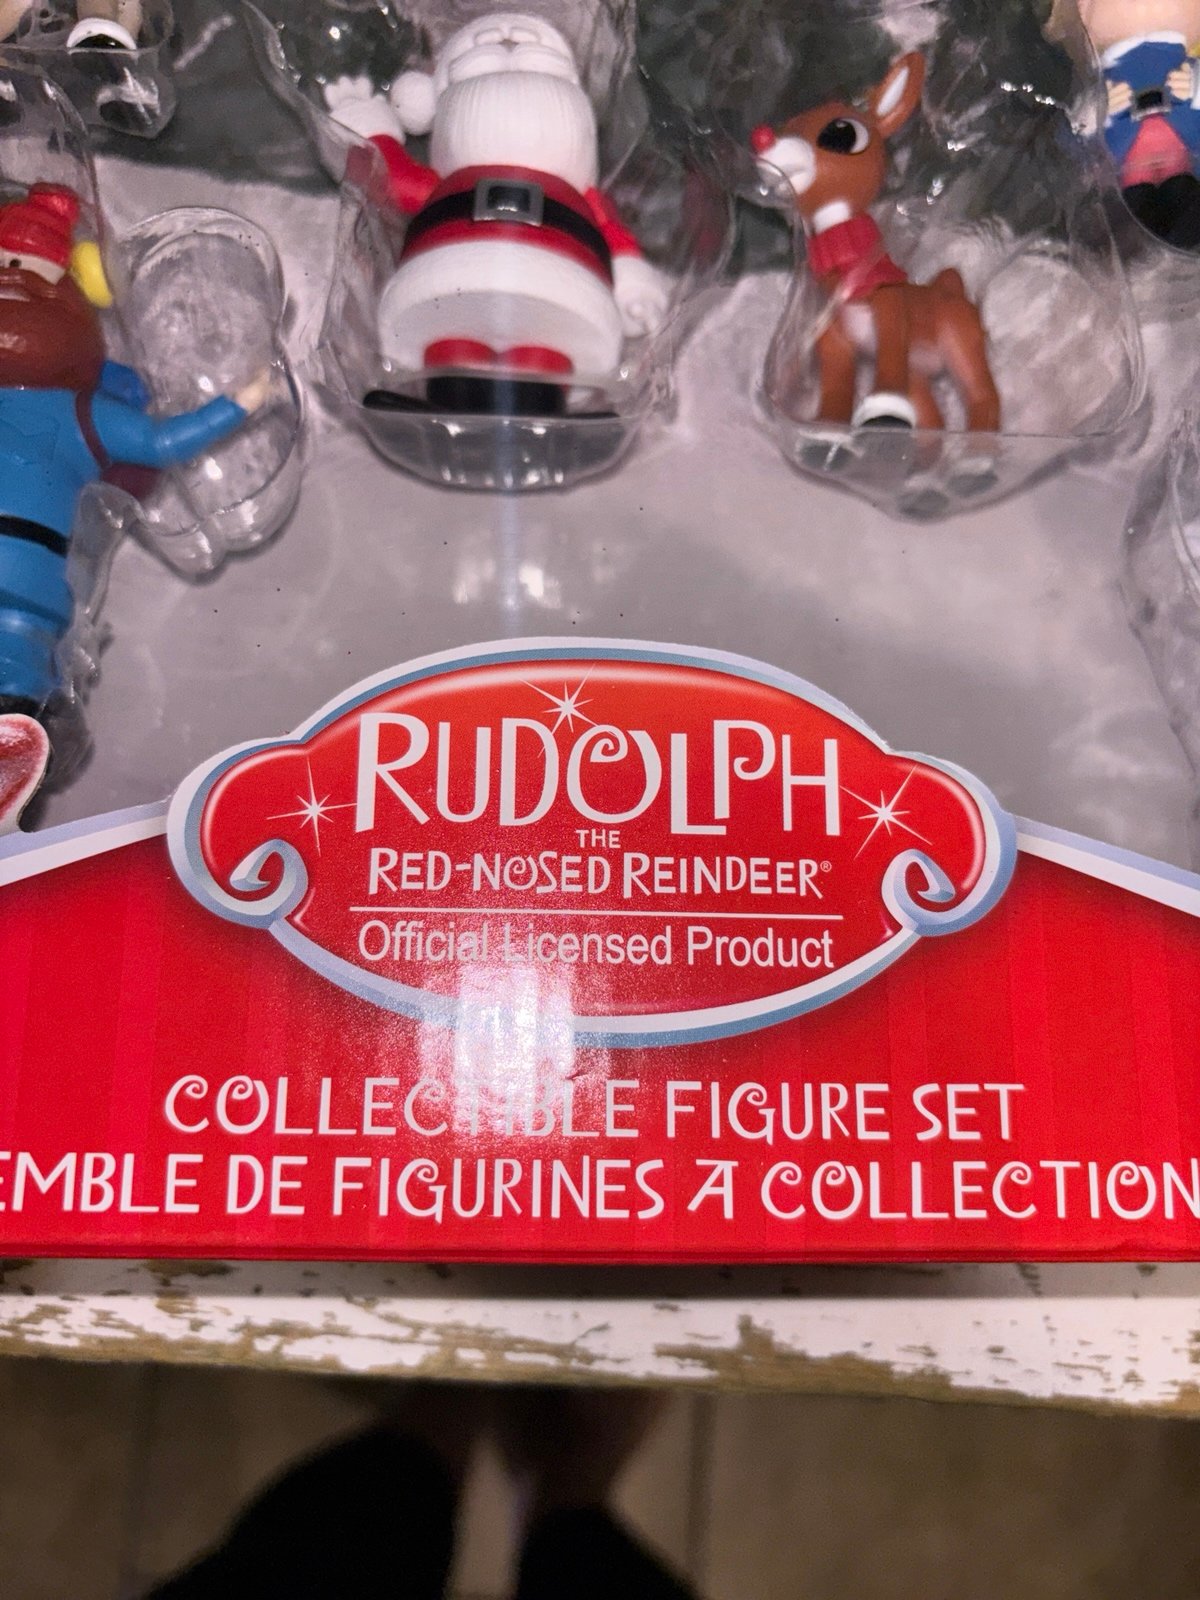 RUDOLPH
THE
RED-NOSED REINDEER®
Official Licensed Product
COLLECTIBLE FIGURE SET
EMBLE DE FIGURINES A COLLECTION